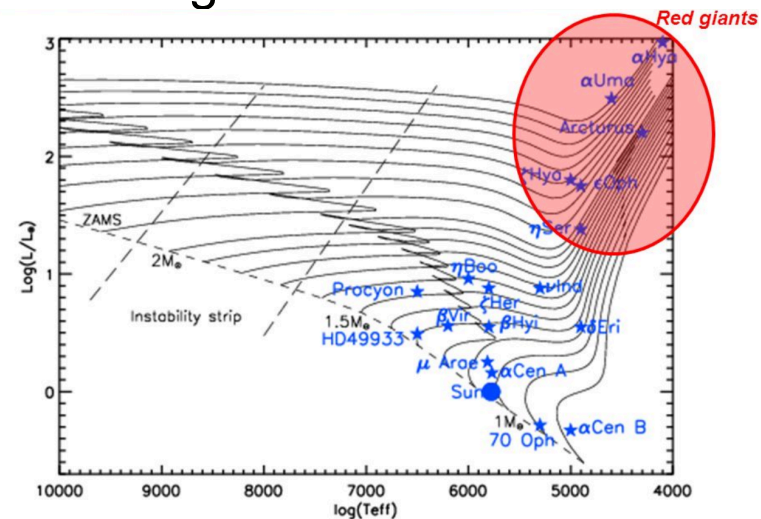 Red giants
3
αHya
αUma
Arcturus
2
Hya
εOph
ηSer
ZAMS
2M⊙
1
ηBoo
νInd
Procyon
ζHer
Instability strip
1.5M⊙
βVir
βHyi
δEri
HD49933
μ Arae
αCen A
0
Sun
1M⊙
70 Oph
αCen B
Log(L/L⊙)
10000 9000 8000 7000 6000 5000 4000
log(Teff)